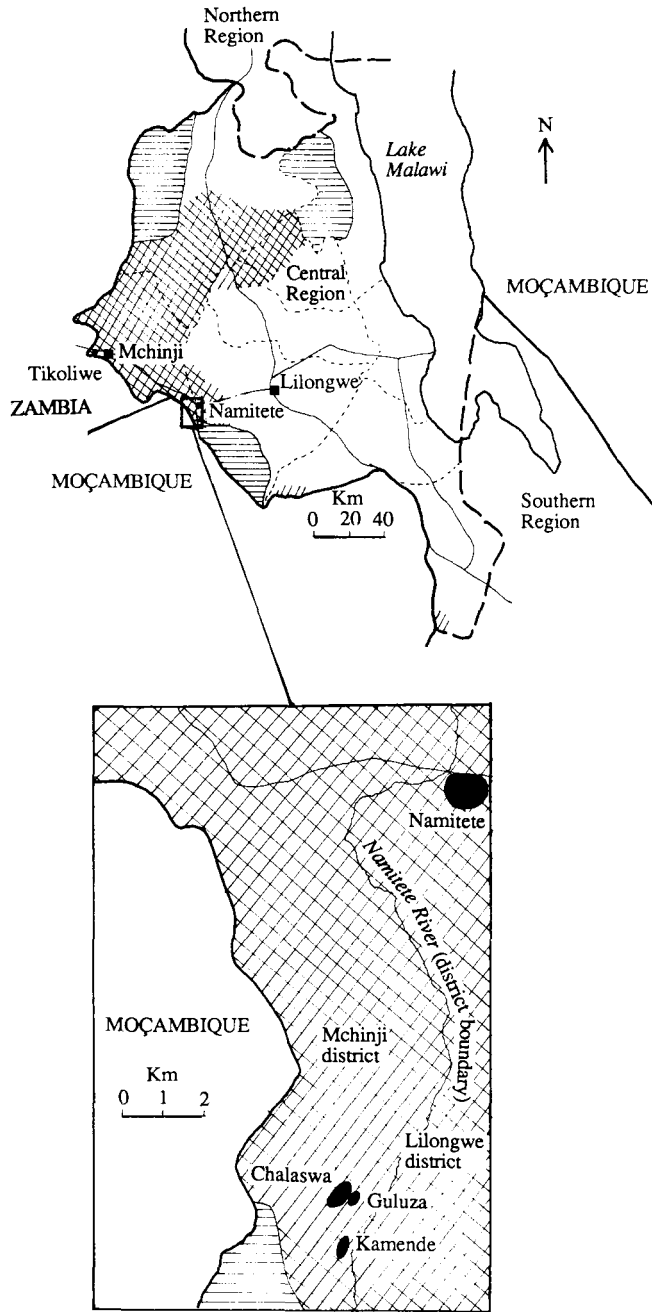 Northern
Region
N
Lake
Malawi
MOÇAMBIQUE
Central
Region
Mchinji
Tikoliwe
Lilongwe
ZAMBIA
Namitete
MOÇAMBIQUE
Km
0 20 40
Southern
Region
Namitete
Namitete River (district boundary)
MOÇAMBIQUE
Mchinji
district
Km
0 1 2
Lilongwe
district
Chalaswa
Guluza
Kamende